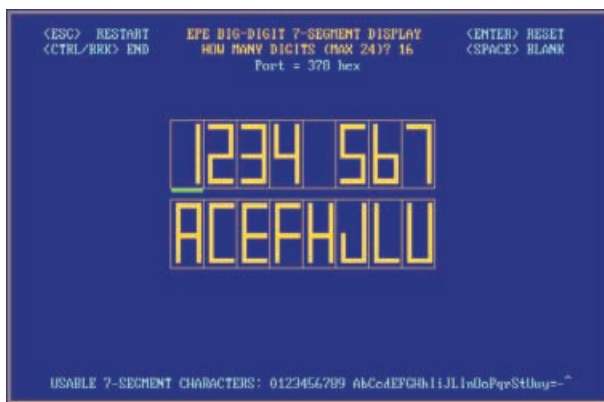 <ESC> RESTART EPE BIG-DIGIT 7-SEGMENT DISPLAY <ENTER> RESET
<CTRL/BRK> END HOW MANY DIGITS (MAX 24)? 16 <SPACE> BLANK
Port = 378 hex
1234 567
ACEFHJLU
USABLE 7-SEGMENT CHARACTERS: 0123456789 AbCcdEFGHhIiJLlnOoPqrStUuy=-^